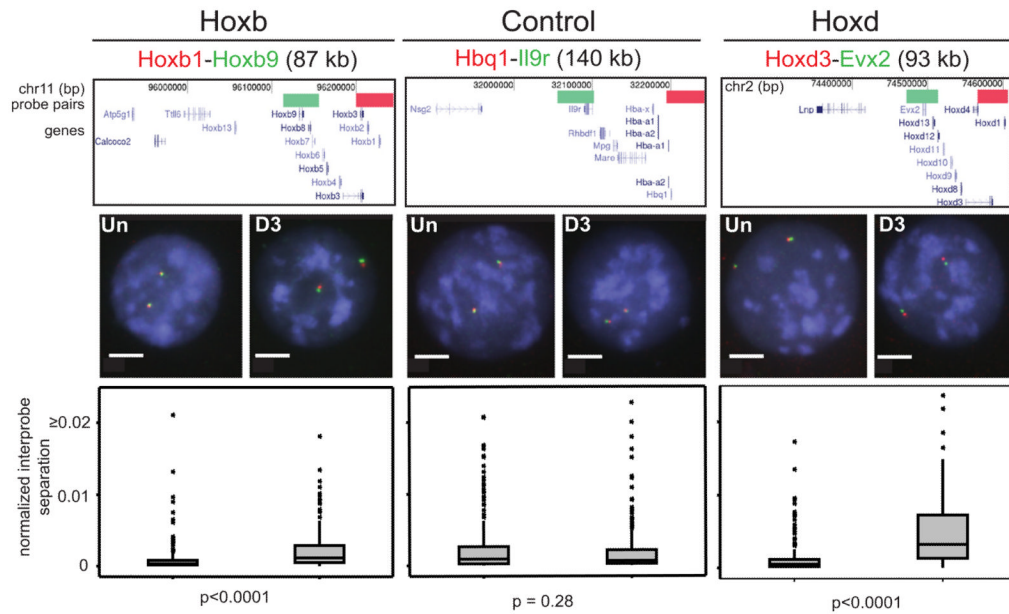 Hoxb
Control
Hoxd
Hoxb1-Hoxb9 (87 kb)
Hbq1-Il9r (140 kb)
Hoxd3-Evx2 (93 kb)
chr11 (bp)
probe pairs
genes
96000000
96100000
96200000
Atp5g1
Ttll6
Hoxb9
Hoxb3
Hoxb13
Hoxb8
Hoxb2
Calcoco2
Hoxb7
Hoxb1
Hoxb6
Hoxb5
Hoxb4
Hoxb3
32000000
32100000
32200000
Nsg2
Il9r
Hba-x
Rhbdf1
Hba-a1
Hba-a2
Mpg
Hba-a1
Mare
Hba-a2
Hbq1
chr2 (bp)
74400000
74500000
74600000
Lnp
Evx2
Hoxd4
Hoxd13
Hoxd1
Hoxd12
Hoxd11
Hoxd10
Hoxd9
Hoxd8
Hoxd3
Un
D3
Un
D3
Un
D3
normalized interprobe
separation
≥0.02
0.01
0
p<0.0001
p = 0.28
p<0.0001